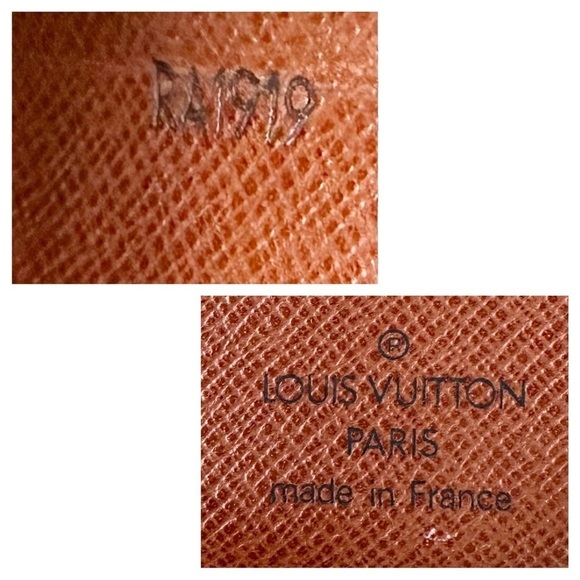 RA1919
®
LOUIS VUITTON
PARIS
made in France